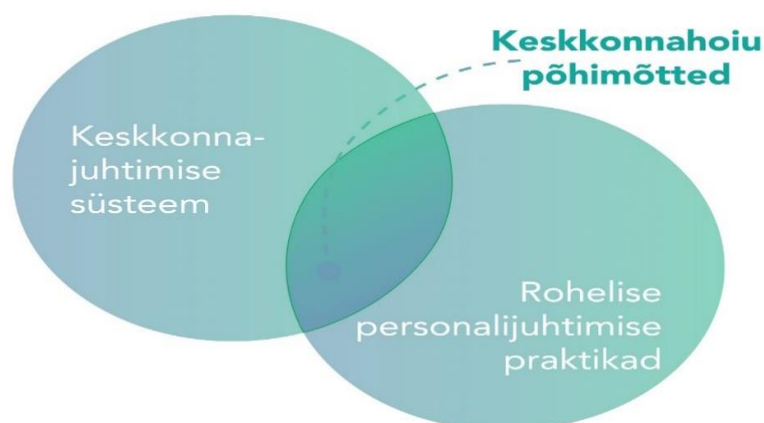 Keskkonnahoiu
põhimõtted
Keskkonna-
juhtimise
süsteem
Rohelise
personalijuhtimise
praktikad